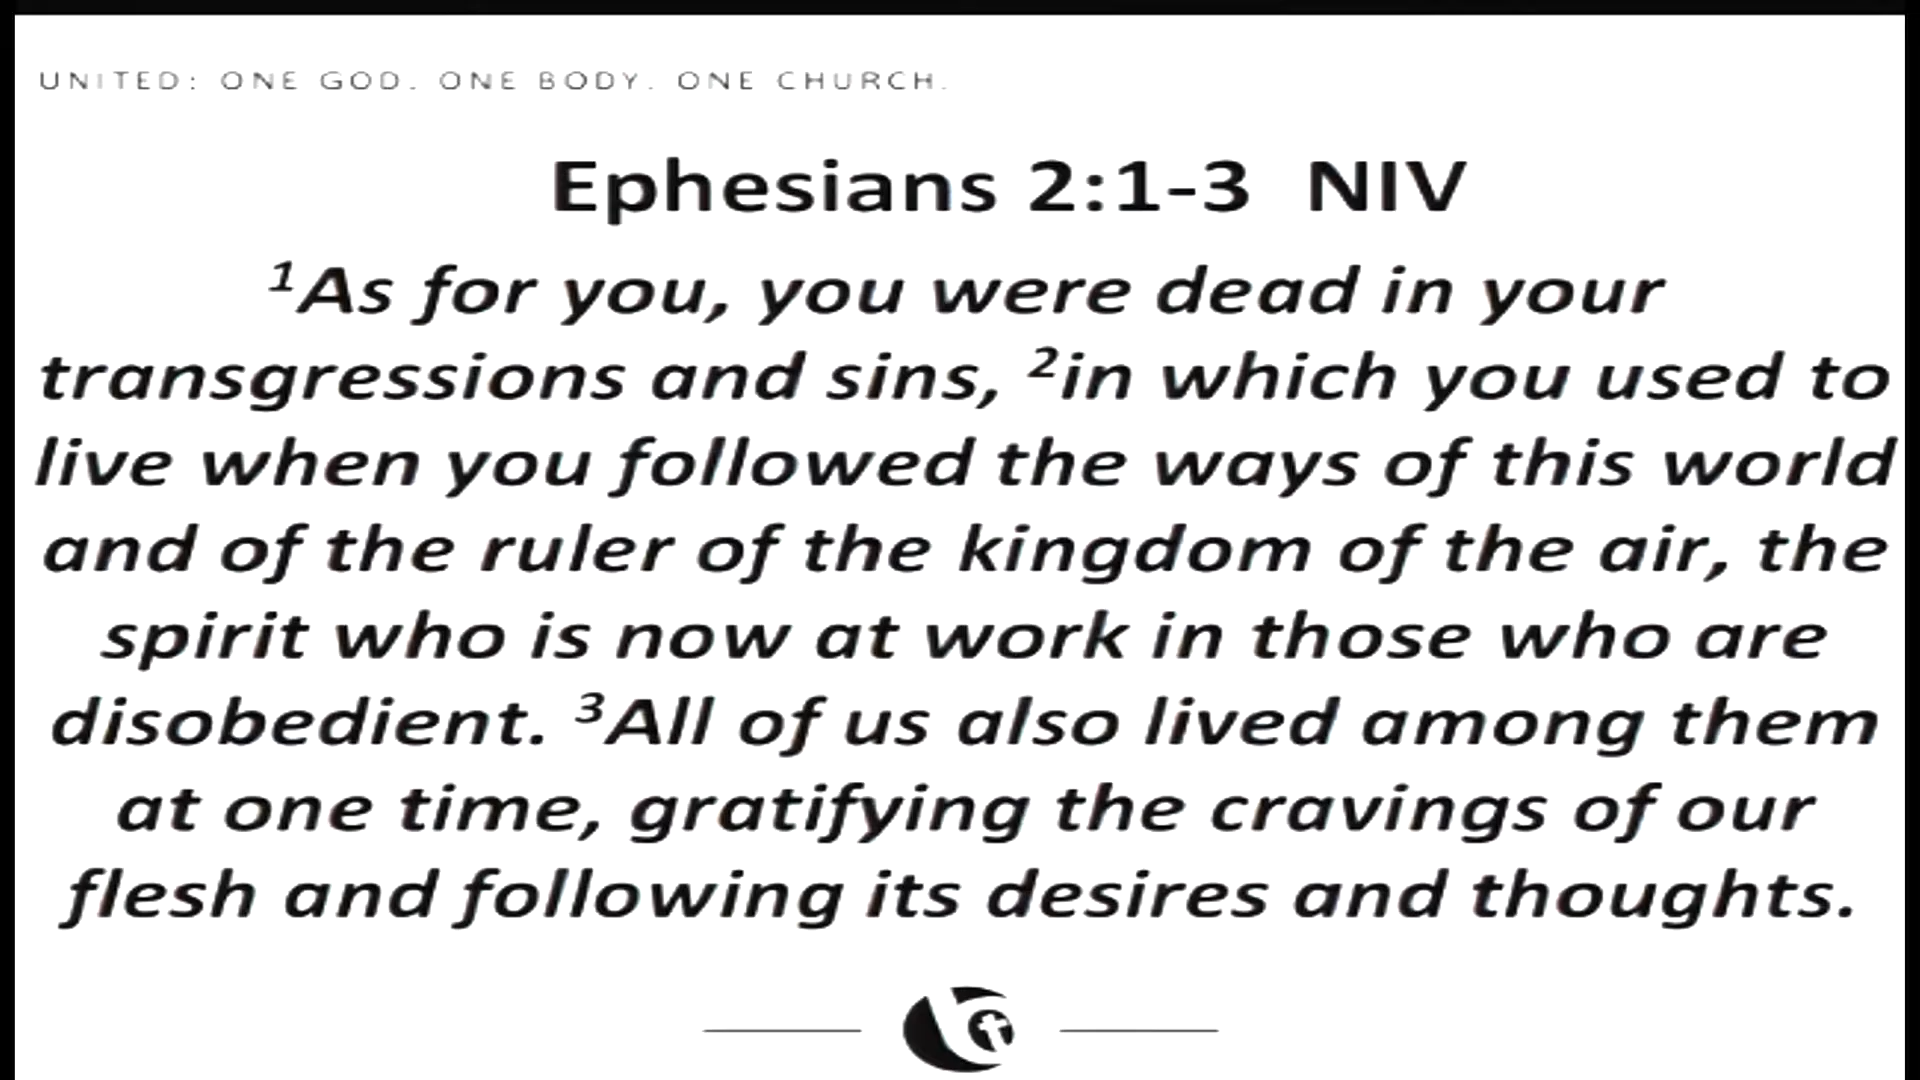 UNITED: ONE GOD. ONE BODY. ONE CHURCH.
Ephesians 2:1-3 NIV
¹As for you, you were dead in your
transgressions and sins, ²in which you used to
live when you followed the ways of this world
and of the ruler of the kingdom of the air, the
spirit who is now at work in those who are
disobedient. ³All of us also lived among them
at one time, gratifying the cravings of our
flesh and following its desires and thoughts.